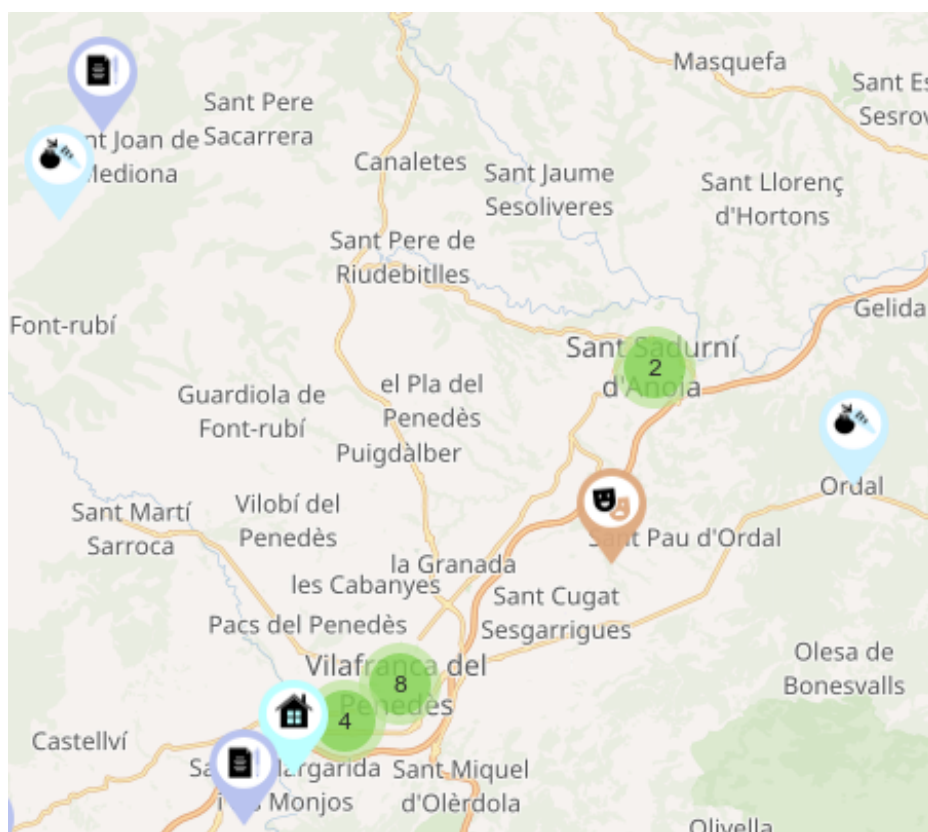 Masquefa
Sant Es
Sesrov
Sant Pere
Sacarrera
nt Joan de
Mediona
Canaletes
Sant Jaume
Sesoliveres
Sant Llorenç
d'Hortons
Sant Pere de
Riudebitlles
Gelida
Font-rubí
Sant Sadurní
d'Anoia
2
el Pla del
Penedès
Guardiola de
Font-rubí
Puigdàlber
Ordal
Vilobí del
Penedès
Sant Martí
Sarroca
Sant Pau d'Ordal
la Granada
les Cabanyes
Sant Cugat
Sesgarrigues
Pacs del Penedès
Vilafranca del
Penedès
8
4
Olesa de
Bonesvalls
Castellví
Sa argarida
i Monjos
Sant Miquel
d'Olèrdola
Olivella